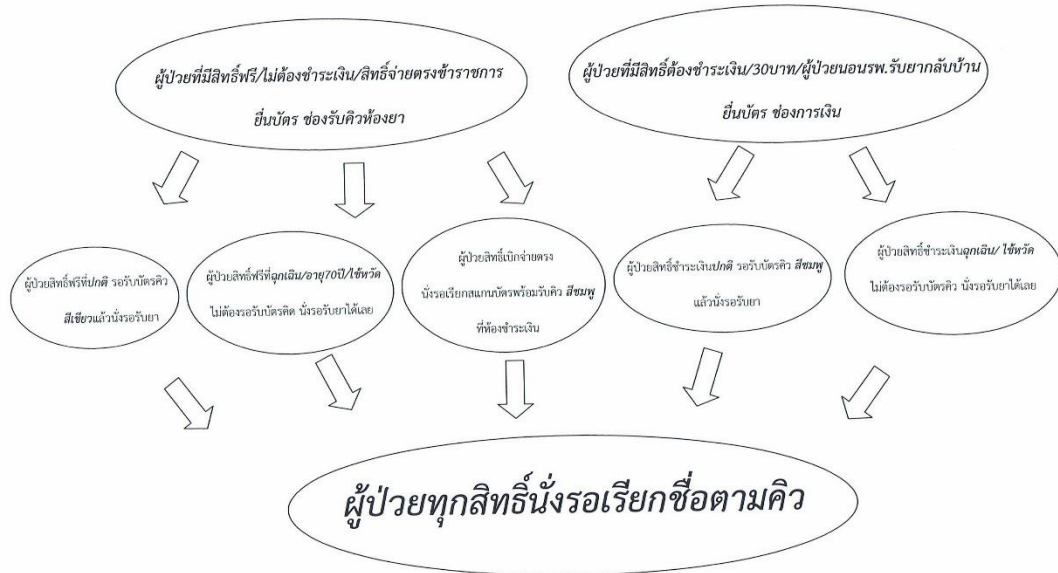 ผู้ป่วยที่มีสิทธิ์ฟรี/ไม่ต้องชำระเงิน/สิทธิ์จ่ายตรงข้าราชการ
ยื่นบัตร ช่องรับคิวห้องยา
ผู้ป่วยที่มีสิทธิ์ต้องชำระเงิน/30บาท/ผู้ป่วยนอนรพ.รับยากลับบ้าน
ยื่นบัตร ช่องการเงิน
ผู้ป่วยสิทธิ์ฟรีที่ปกติ รอรับบัตรคิว
สีเขียวแล้วนั่งรอรับยา
ผู้ป่วยสิทธิ์ฟรีที่ฉุกเฉิน/อายุ70ปี/ไข้หวัด
ไม่ต้องรอรับบัตรคิด นั่งรอรับยาได้เลย
ผู้ป่วยสิทธิ์เบิกจ่ายตรง
นั่งรอเรียกสแกนบัตรพร้อมรับคิว สีชมพู
ที่ห้องชำระเงิน
ผู้ป่วยสิทธิ์ชำระเงินปกติ รอรับบัตรคิว สีชมพู
แล้วนั่งรอรับยา
ผู้ป่วยสิทธิ์ชำระเงินฉุกเฉิน/ ไข้หวัด
ไม่ต้องรอรับบัตรคิว นั่งรอรับยาได้เลย
ผู้ป่วยทุกสิทธิ์นั่งรอเรียกชื่อตามคิว